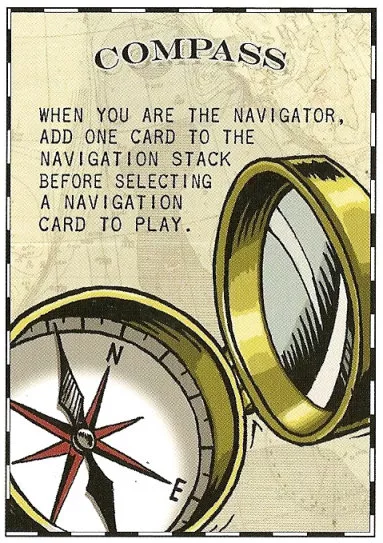 COMPASS
WHEN YOU ARE THE NAVIGATOR,
ADD ONE CARD TO THE
NAVIGATION STACK
BEFORE SELECTING
A NAVIGATION
CARD TO PLAY.
N
E